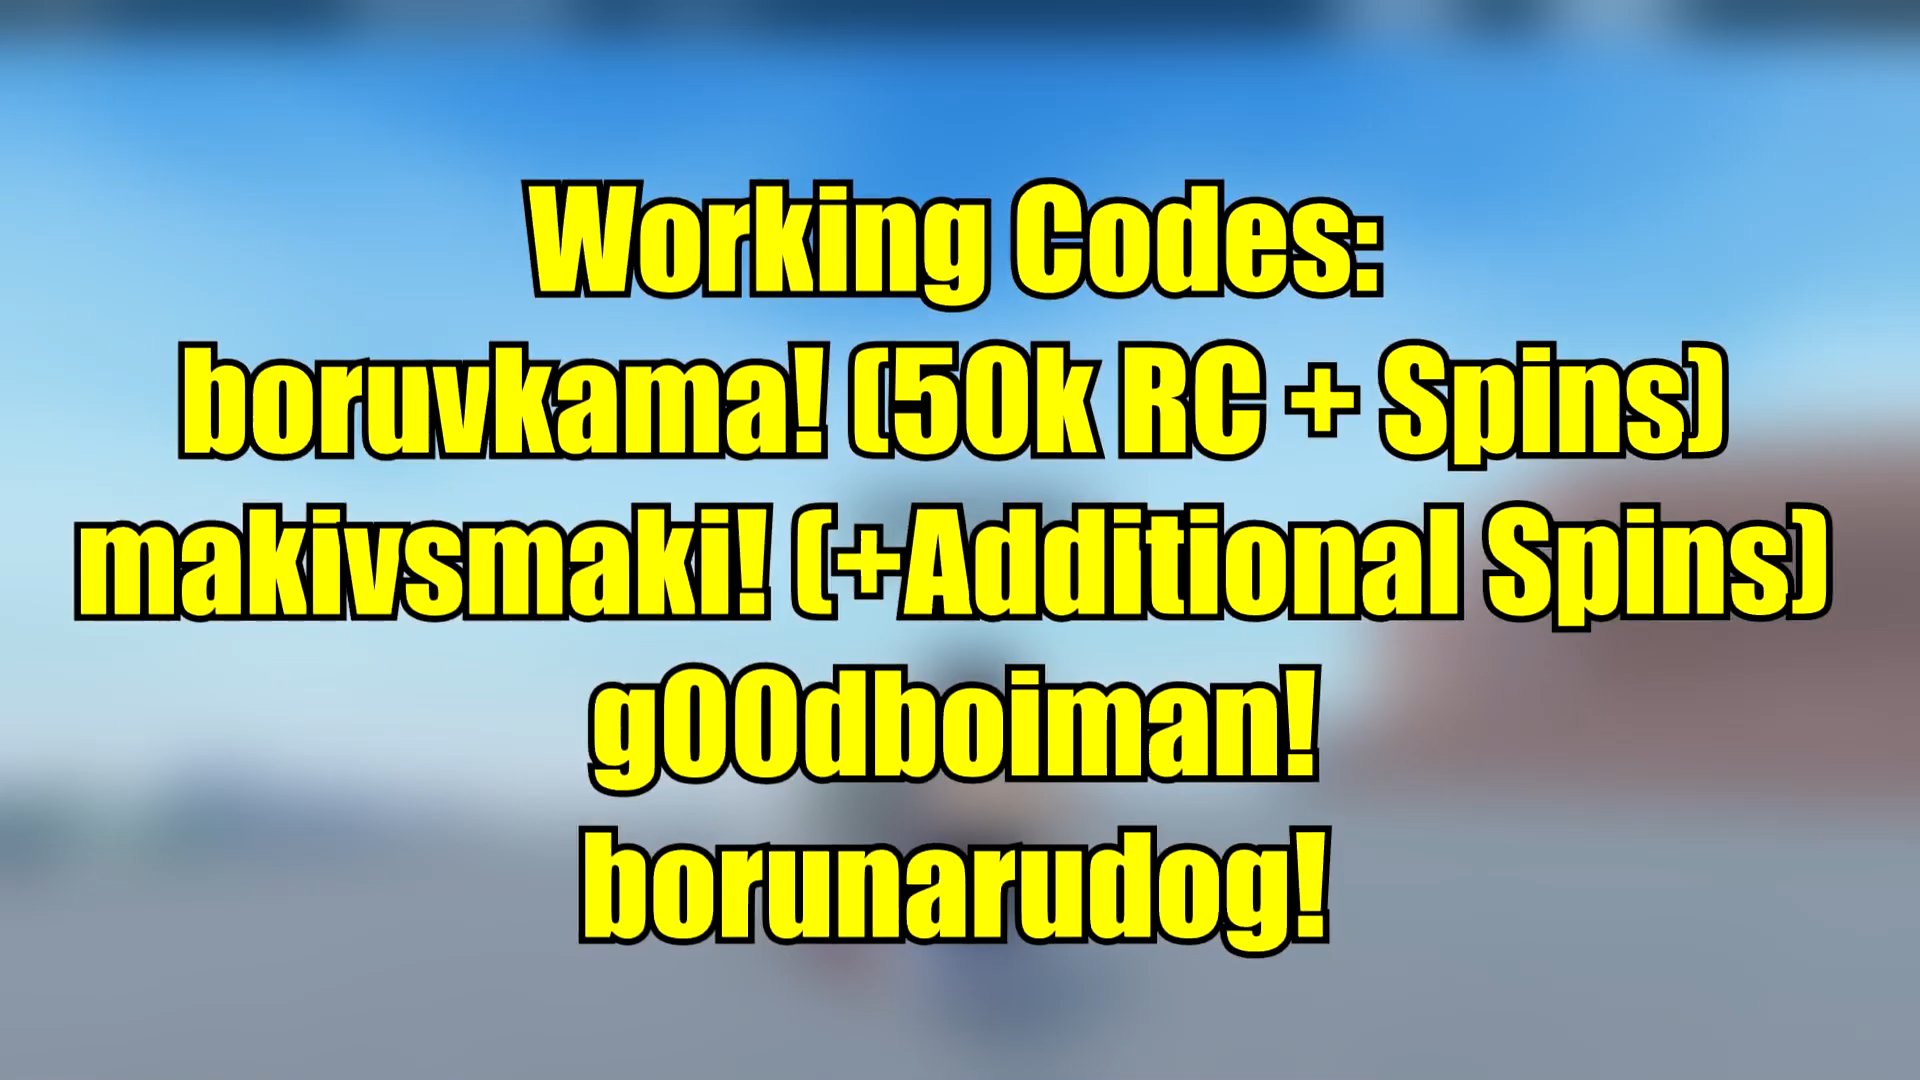 Working Codes:
boruvkama! (50k RC + Spins)
makivsmaki! (+Additional Spins)
g00dboiman!
borunarudog!